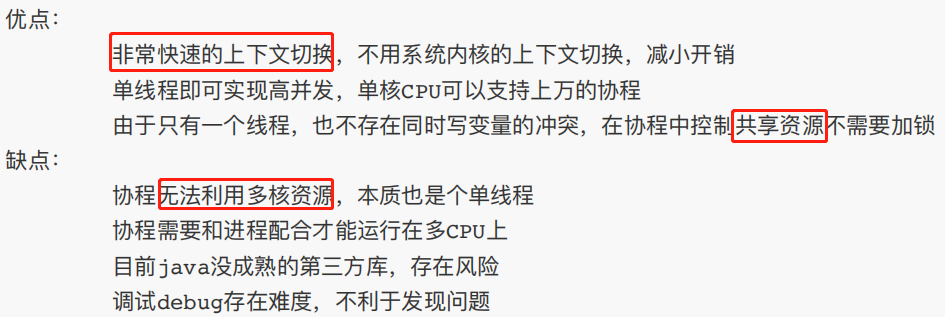 优点：
非常快速的上下文切换，不用系统内核的上下文切换，减小开销
单线程即可实现高并发，单核CPU可以支持上万的协程
由于只有一个线程，也不存在同时写变量的冲突，在协程中控制共享资源不需要加锁
缺点：
协程无法利用多核资源，本质也是个单线程
协程需要和进程配合才能运行在多CPU上
目前java没成熟的第三方库，存在风险
调试debug存在难度，不利于发现问题